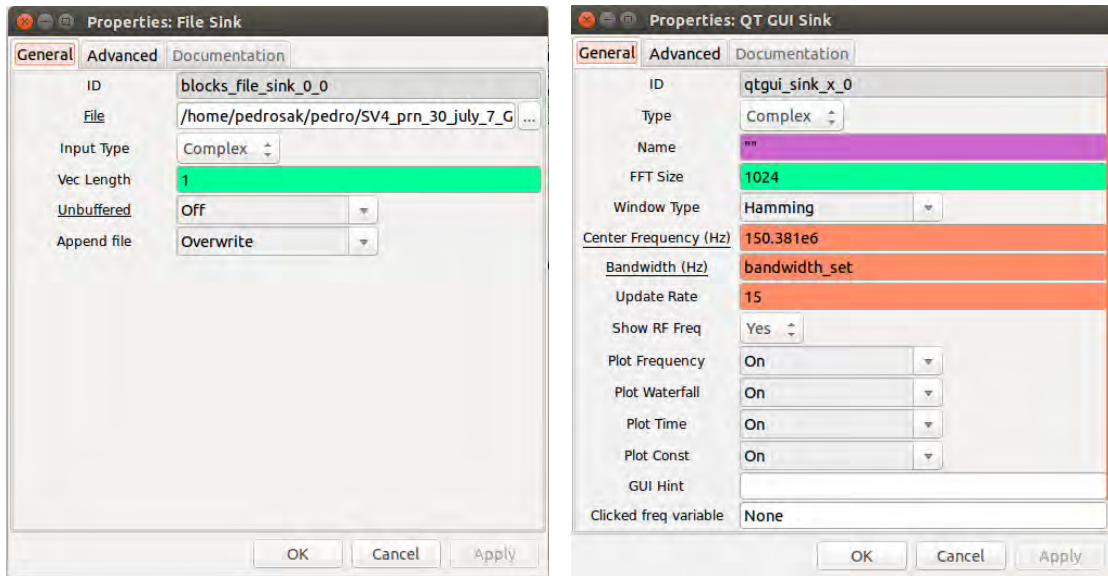 Properties: File Sink
General Advanced Documentation
ID blocks_file_sink_0_0
File /home/pedrosak/pedro/SV4_prn_30_july_7_G ...
Input Type Complex
Vec Length 1
Unbuffered Off
Append file Overwrite
OK Cancel Apply
Properties: QT GUI Sink
General Advanced Documentation
ID qtgui_sink_x_0
Type Complex
Name ""
FFT Size 1024
Window Type Hamming
Center Frequency (Hz) 150.381e6
Bandwidth (Hz) bandwidth_set
Update Rate 15
Show RF Freq Yes
Plot Frequency On
Plot Waterfall On
Plot Time On
Plot Const On
GUI Hint
Clicked freq variable None
OK Cancel Apply